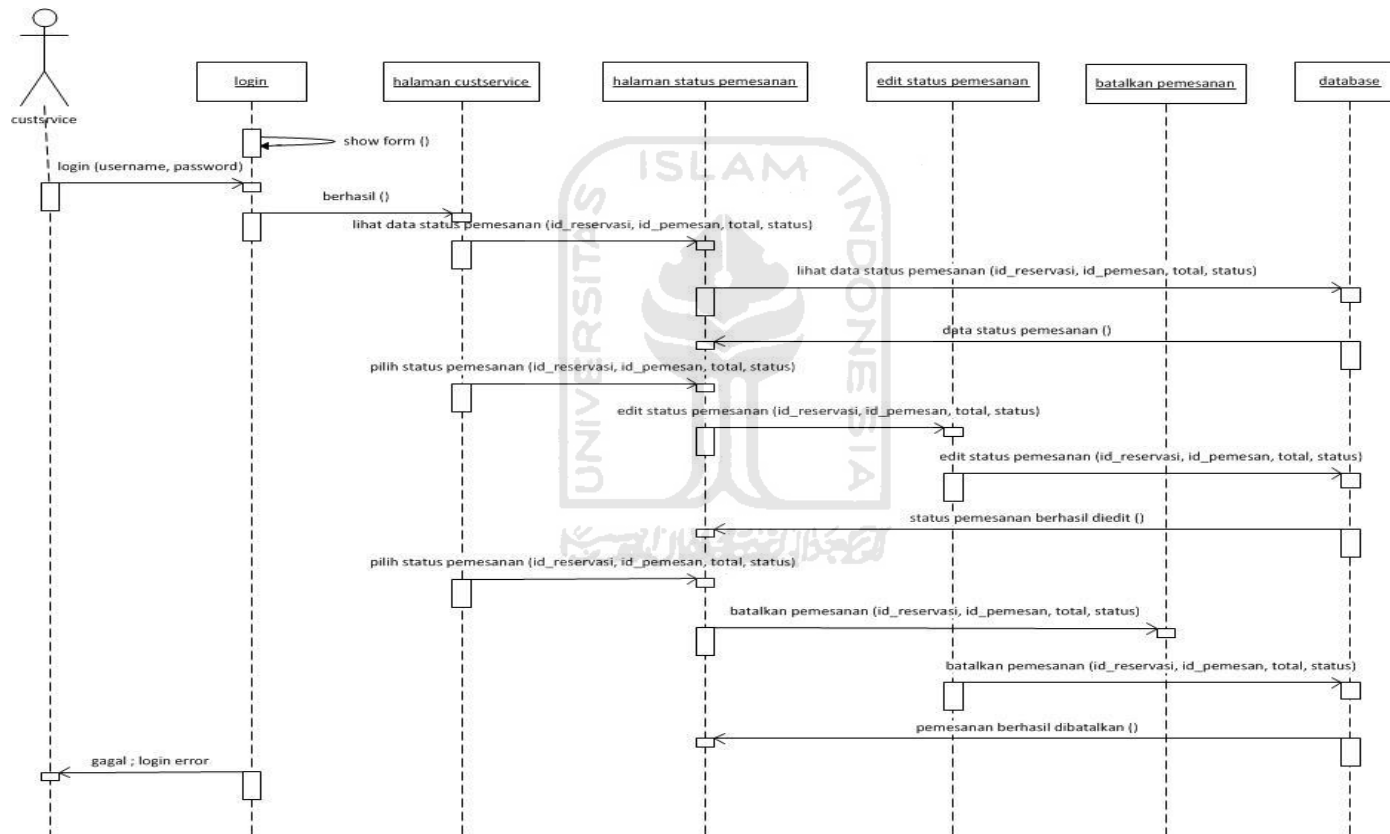 login
halaman custservice
halaman status pemesanan
edit status pemesanan
batalkan pemesanan
database
custsrvice
show form ()
login (username, password)
berhasil ()
lihat data status pemesanan (id_reservasi, id_pemesan, total, status)
lihat data status pemesanan (id_reservasi, id_pemesan, total, status)
data status pemesanan ()
pilih status pemesanan (id_reservasi, id_pemesan, total, status)
edit status pemesanan (id_reservasi, id_pemesan, total, status)
edit status pemesanan (id_reservasi, id_pemesan, total, status)
status pemesanan berhasil diedit ()
pilih status pemesanan (id_reservasi, id_pemesan, total, status)
batalkan pemesanan (id_reservasi, id_pemesan, total, status)
batalkan pemesanan (id_reservasi, id_pemesan, total, status)
pemesanan berhasil dibatalkan ()
gagal ; login error
UNIVERSITAS
ISLAM
INDONESIA